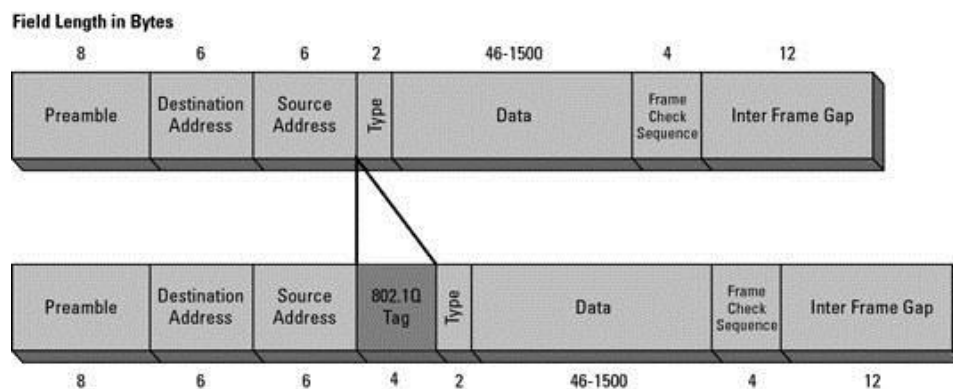 Field Length in Bytes
8 6 6 2 46-1500 4 12
Preamble
Destination
Address
Source
Address
Type
Data
Frame
Check
Sequence
Inter Frame Gap
Preamble
Destination
Address
Source
Address
802.1Q
Tag
Type
Data
Frame
Check
Sequence
Inter Frame Gap
8 6 6 4 2 46-1500 4 12